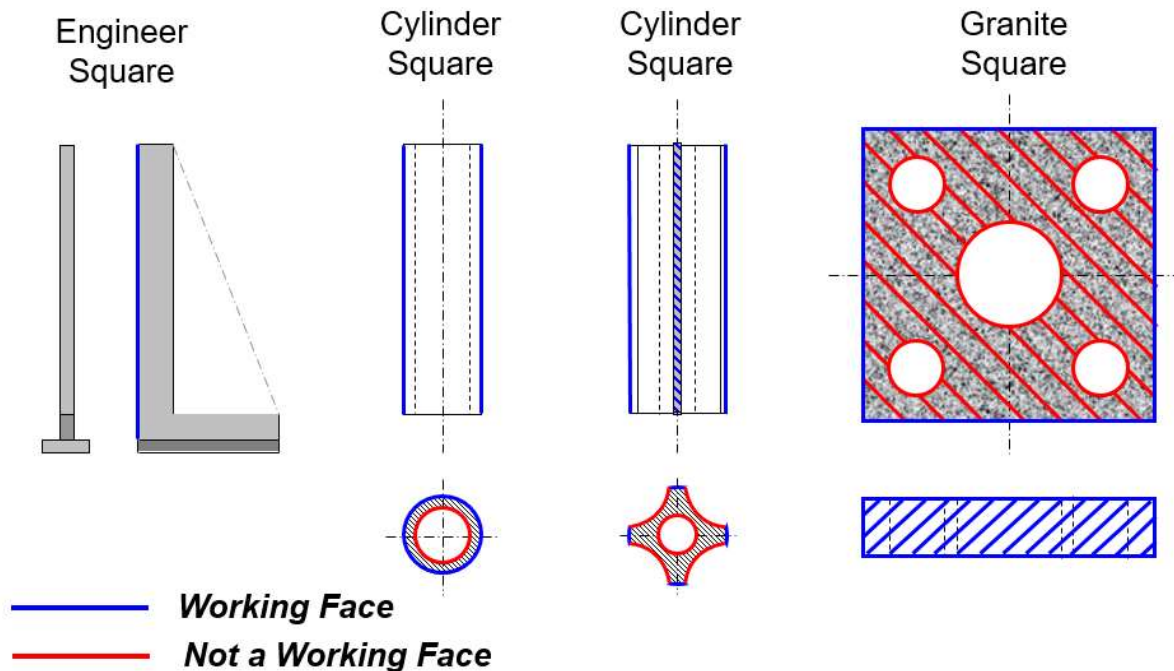 Engineer
Square
Cylinder
Square
Cylinder
Square
Granite
Square
Working Face
Not a Working Face